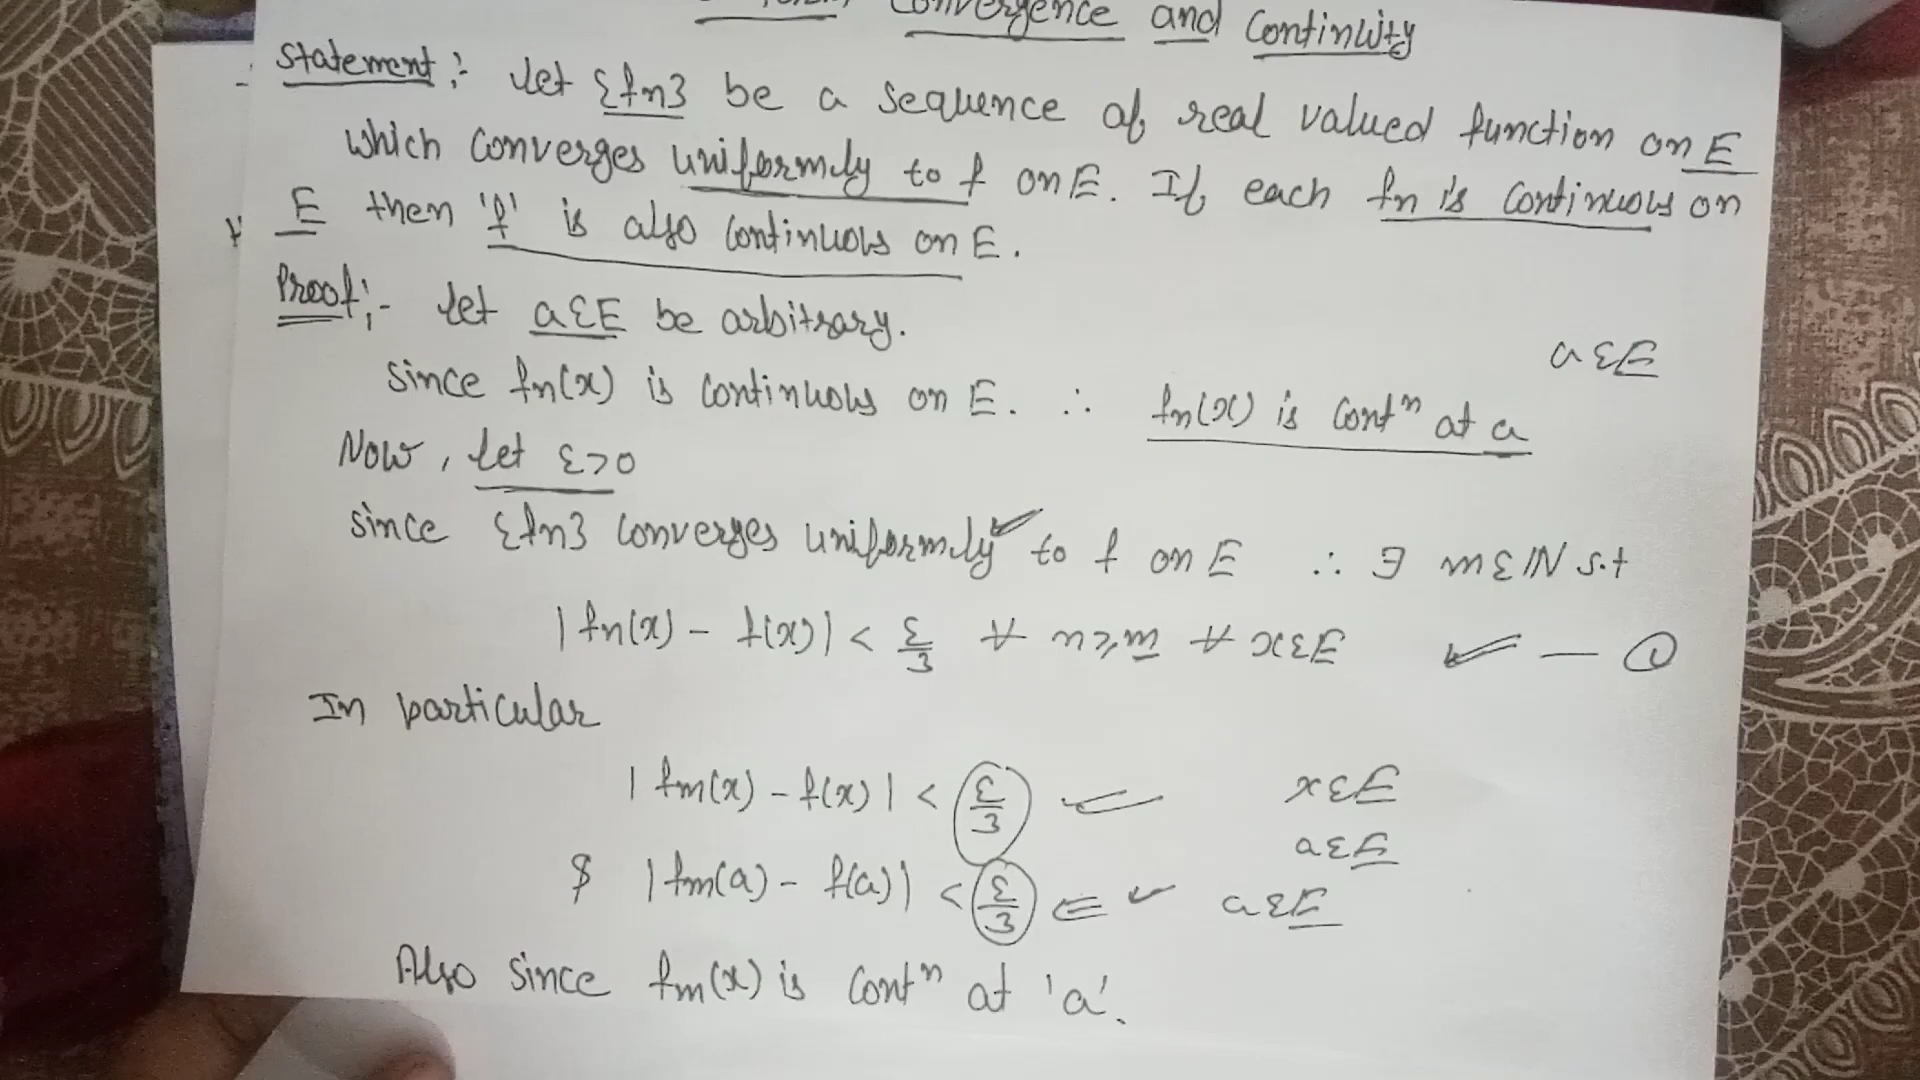 Convergence and Continuity
Statement :- Let {fn} be a sequence of real valued function on E
which converges uniformly to f on E. If each fn is continuous on
E then 'f' is also continuous on E.
Proof :- Let a∈E be arbitrary.
a∈E
Since fn(x) is continuous on E. ∴ fn(x) is contⁿ at a
Now, Let ε>0
Since {fn} converges uniformly to f on E ∴ ∃ m∈ℕ s.t
|fn(x) - f(x)| < ε/3 ∀ n≥m ∀ x∈E — ①
In particular
|fm(x) - f(x)| < ε/3 x∈E
a∈E
& |fm(a) - f(a)| < ε/3 a∈E
Also since fm(x) is contⁿ at 'a'.